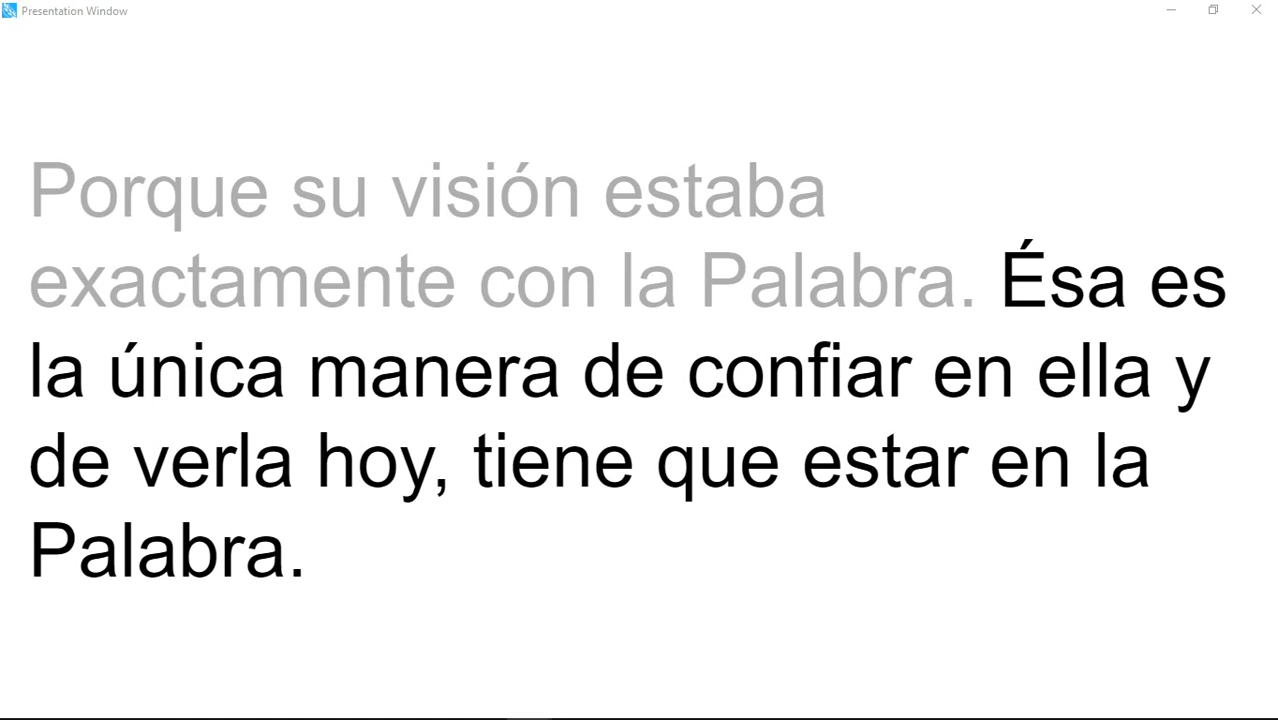 Presentation Window
Porque su visión estaba
exactamente con la Palabra. Ésa es
la única manera de confiar en ella y
de verla hoy, tiene que estar en la
Palabra.